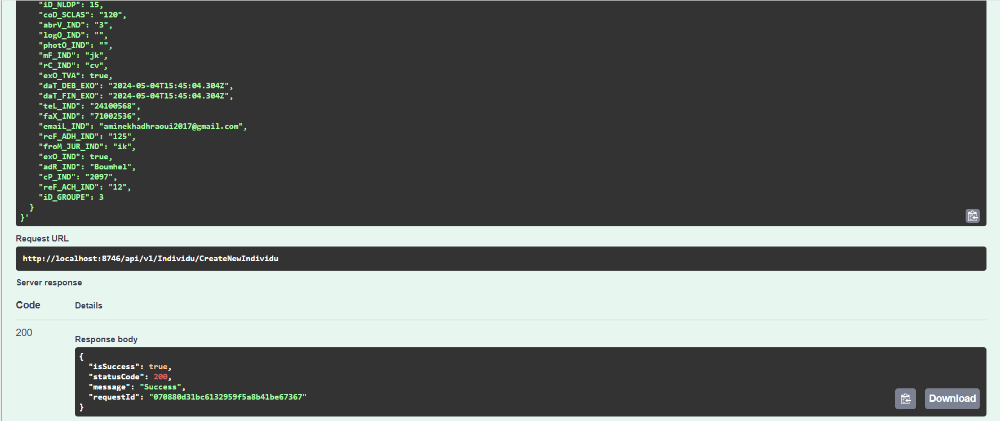 "iD_NLDP": 15,
"coD_SCLAS": "120",
"abrV_IND": "3",
"logO_IND": "",
"photO_IND": "",
"mF_IND": "jk",
"rC_IND": "cv",
"exO_TVA": true,
"daT_DEB_EXO": "2024-05-04T15:45:04.304Z",
"daT_FIN_EXO": "2024-05-04T15:45:04.304Z",
"teL_IND": "24100568",
"faX_IND": "71002536",
"emaiL_IND": "aminekhadhraoui2017@gmail.com",
"reF_ADH_IND": "125",
"froM_JUR_IND": "ik",
"exO_IND": true,
"adR_IND": "Boumhel",
"cP_IND": "2097",
"reF_ACH_IND": "12",
"iD_GROUPE": 3
}
}'
Request URL
http://localhost:8746/api/v1/Individu/CreateNewIndividu
Server response
Code Details
200
Response body
{
"isSuccess": true,
"statusCode": 200,
"message": "Success",
"requestId": "070880d31bc6132959f5a8b41be67367"
}
Download